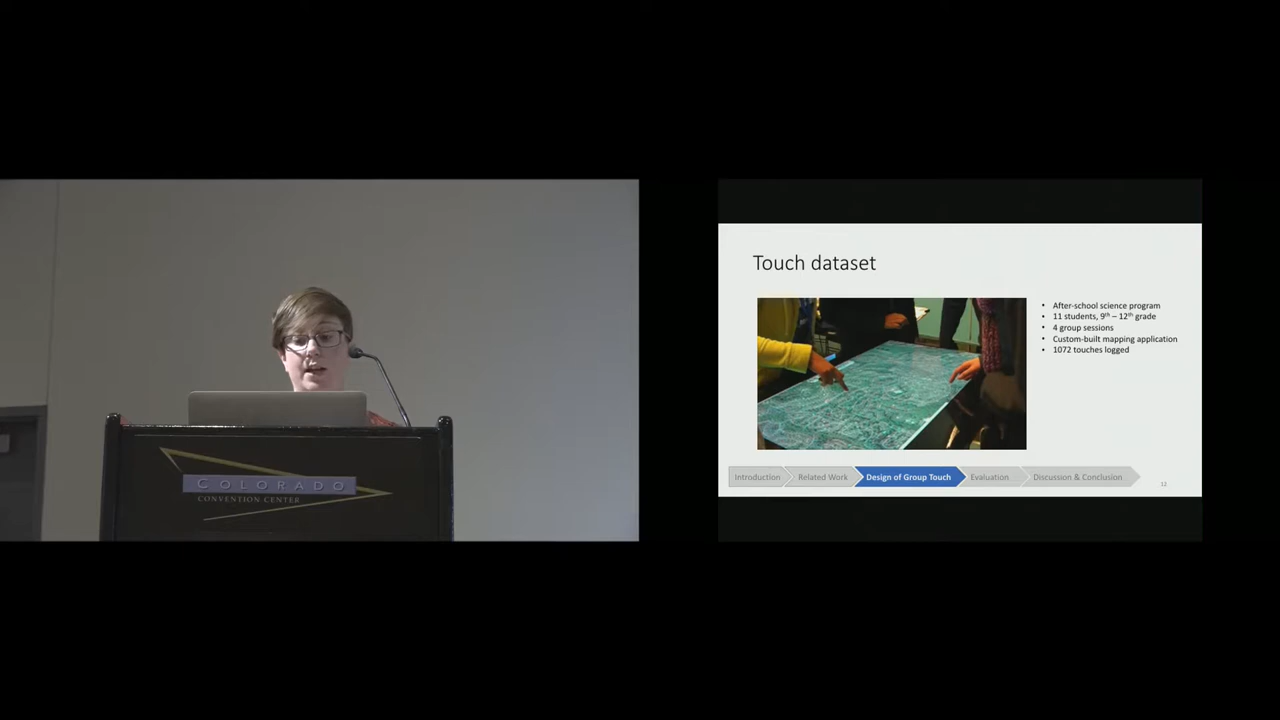 COLORADO
CONVENTION CENTER
Touch dataset
• After-school science program
• 11 students, 9th – 12th grade
• 4 group sessions
• Custom-built mapping application
• 1072 touches logged
Introduction
Related Work
Design of Group Touch
Evaluation
Discussion & Conclusion
12